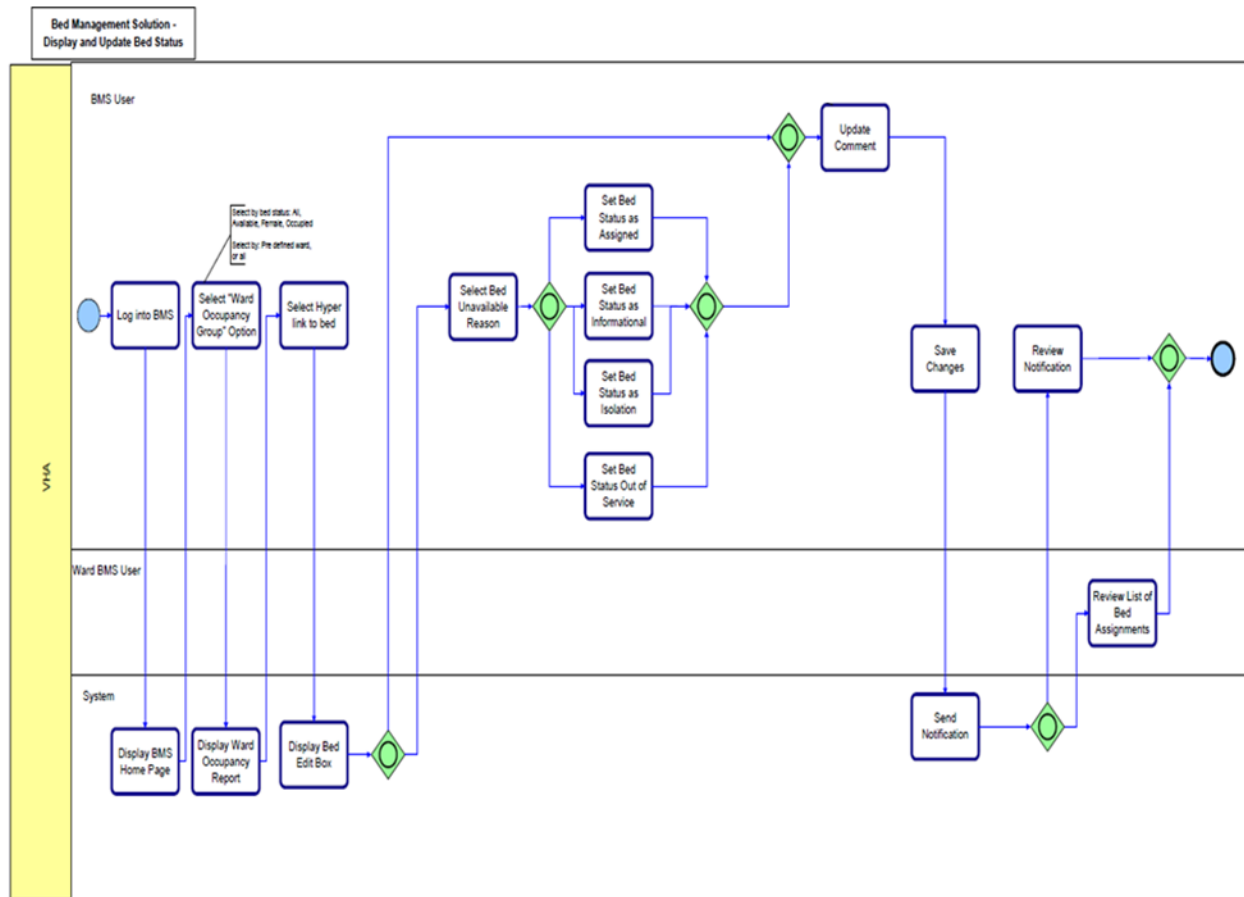 Bed Management Solution -
Display and Update Bed Status
VHA
BMS User
Select by bed status: All,
Available, Female, Occupied
Select by: Pre defined ward,
or all
Log into BMS
Select "Ward
Occupancy
Group" Option
Select Hyper
link to bed
Select Bed
Unavailable
Reason
Set Bed
Status as
Assigned
Set Bed
Status as
Informational
Set Bed
Status as
Isolation
Set Bed
Status Out of
Service
Update
Comment
Save
Changes
Review
Notification
Ward BMS User
Review List of
Bed
Assignments
System
Display BMS
Home Page
Display Ward
Occupancy
Report
Display Bed
Edit Box
Send
Notification